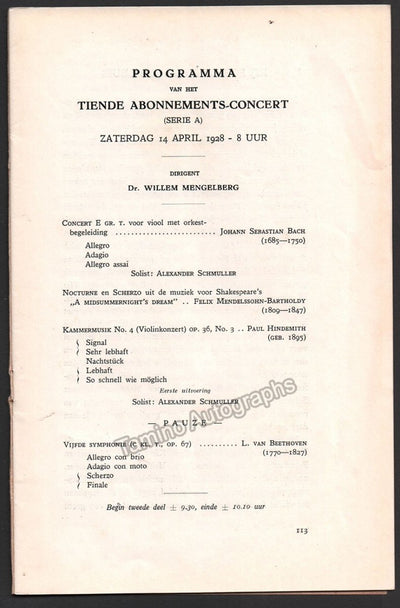 PROGRAMMA
VAN HET
TIENDE ABONNEMENTS-CONCERT
(SERIE A)
ZATERDAG 14 APRIL 1928 - 8 UUR
DIRIGENT
Dr. WILLEM MENGELBERG
CONCERT E GR. T. voor viool met orkest-
begeleiding ........................ JOHANN SEBASTIAN BACH
(1685—1750)
Allegro
Adagio
Allegro assai
Solist: ALEXANDER SCHMULLER
NOCTURNE en SCHERZO uit de muziek voor Shakespeare's
„A MIDSUMMERNIGHT'S DREAM" .. FELIX MENDELSSOHN-BARTHOLDY
(1809—1847)
KAMMERMUSIK No. 4 (Violinkonzert) OP. 36, No. 3 .. PAUL HINDEMITH
(GEB. 1895)
Signal
Sehr lebhaft
Nachtstück
Lebhaft
So schnell wie möglich
Eerste uitvoering
Solist: ALEXANDER SCHMULLER
— PAUZE —
VIJFDE SYMPHONIE (C KL. T., OP. 67) .......... L. VAN BEETHOVEN
(1770—1827)
Allegro con brio
Adagio con moto
Scherzo
Finale
Begin tweede deel ± 9.30, einde ± 10.10 uur
113
Tamino Autographs